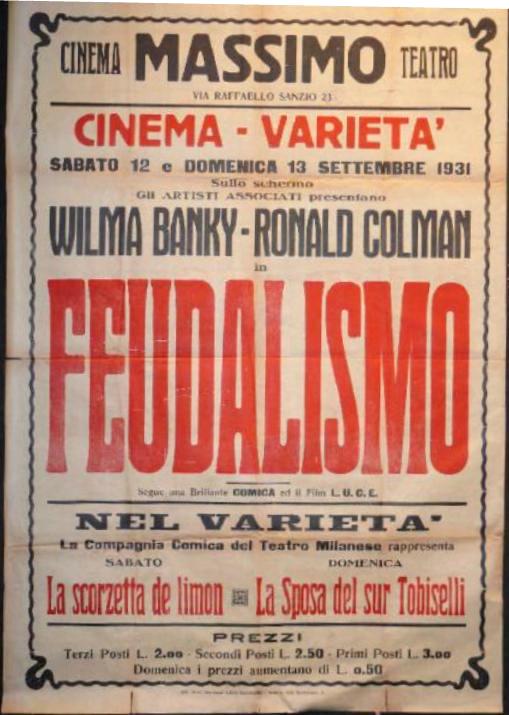 CINEMA MASSIMO TEATRO
VIA RAFFAELLO SANZIO 23
CINEMA - VARIETA'
SABATO 12 e DOMENICA 13 SETTEMBRE 1931
Sullo schermo
Gli ARTISTI ASSOCIATI presentano
WILMA BANKY - RONALD COLMAN
in
FEUDALISMO
Segue una Brillante COMICA ed il Film L.U.C.E.
NEL VARIETA'
La Compagnia Comica del Teatro Milanese rappresenta
SABATO DOMENICA
La scorzetta de limon La Sposa del sur Tobiselli
PREZZI
Terzi Posti L. 2.00 - Secondi Posti L. 2.50 - Primi Posti L. 3.00
Domenica i prezzi aumentano di L. 0.50